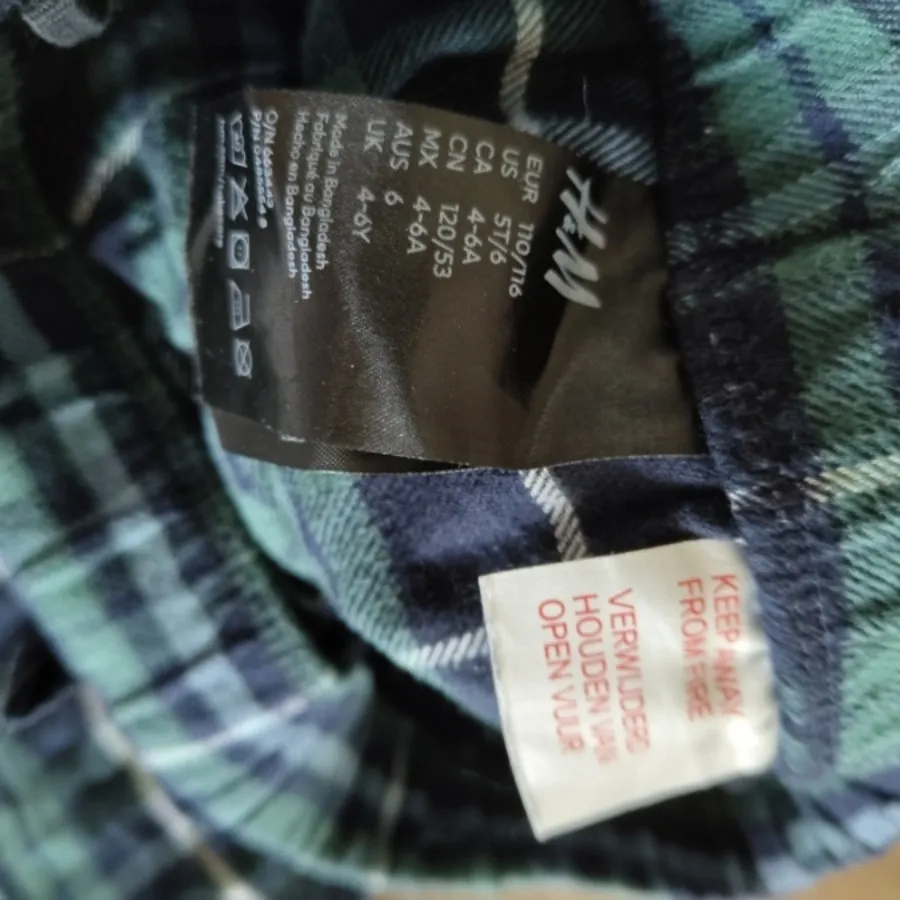 H&M
EUR 110/116
US 5T/6
CA 4-6A
CN 120/53
MX 4-6A
AUS 6
UK 4-6Y
Made in Bangladesh
Fabriqué au Bangladesh
Hecho en Bangladesh
KEEP AWAY
FROM FIRE
VERWIJDERD
HOUDEN VAN
OPEN VUUR